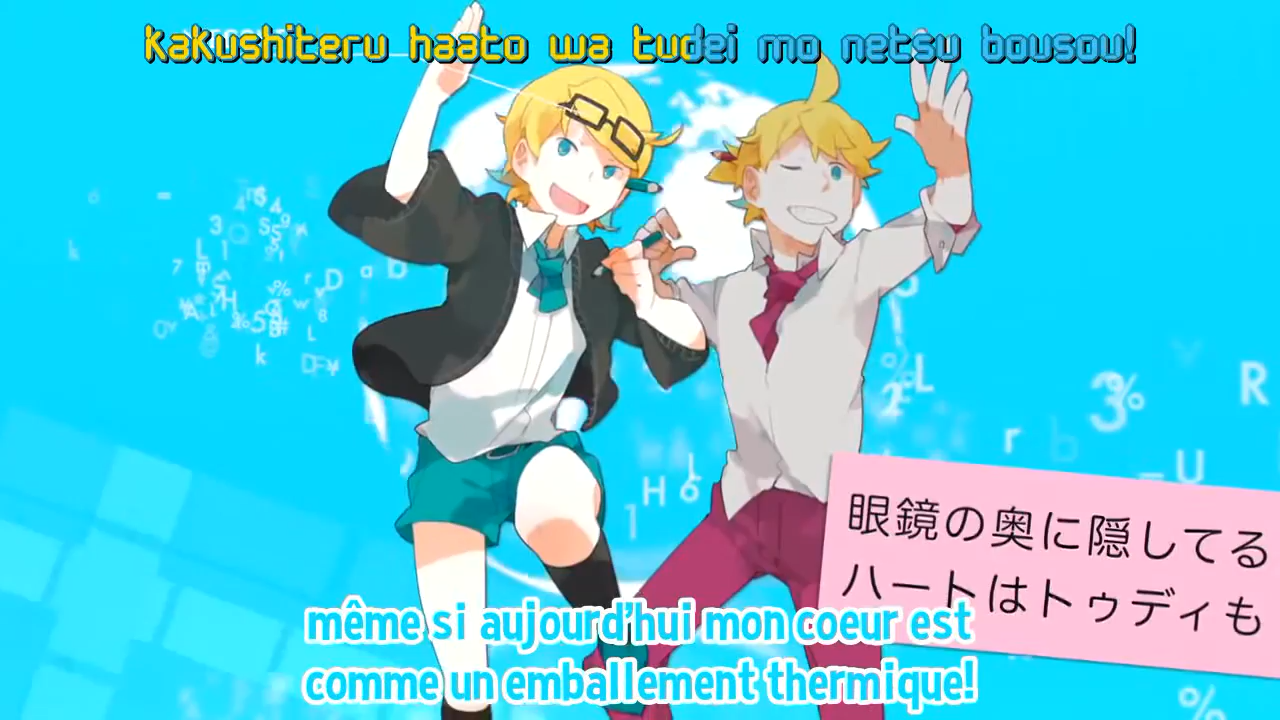 kakushiteru haato wa tudei mo netsu bousou!
眼鏡の奥に隠してる
ハートはトゥディも
même si aujourd'hui mon coeur est
comme un emballement thermique!